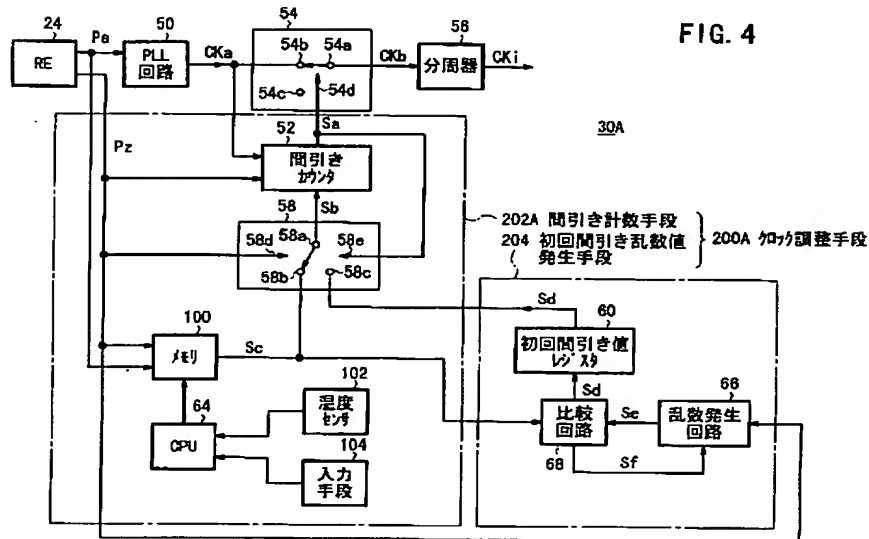 FIG. 4
24
RE
Pa
50
PLL
回路
CKa
54
54b
54a
54c
54d
CKb
56
分周器
CKi
30A
Pz
Sa
52
間引き
カウンタ
Sb
58
58a
58d
58e
58b
58c
202A 間引き計数手段
204 初回間引き乱数値
発生手段
200A クロック調整手段
100
メモリ
Sc
Sd
60
初回間引き値
レジスタ
Sd
102
温度
センサ
64
CPU
104
入力
手段
比較
回路
68
Se
66
乱数発生
回路
Sf